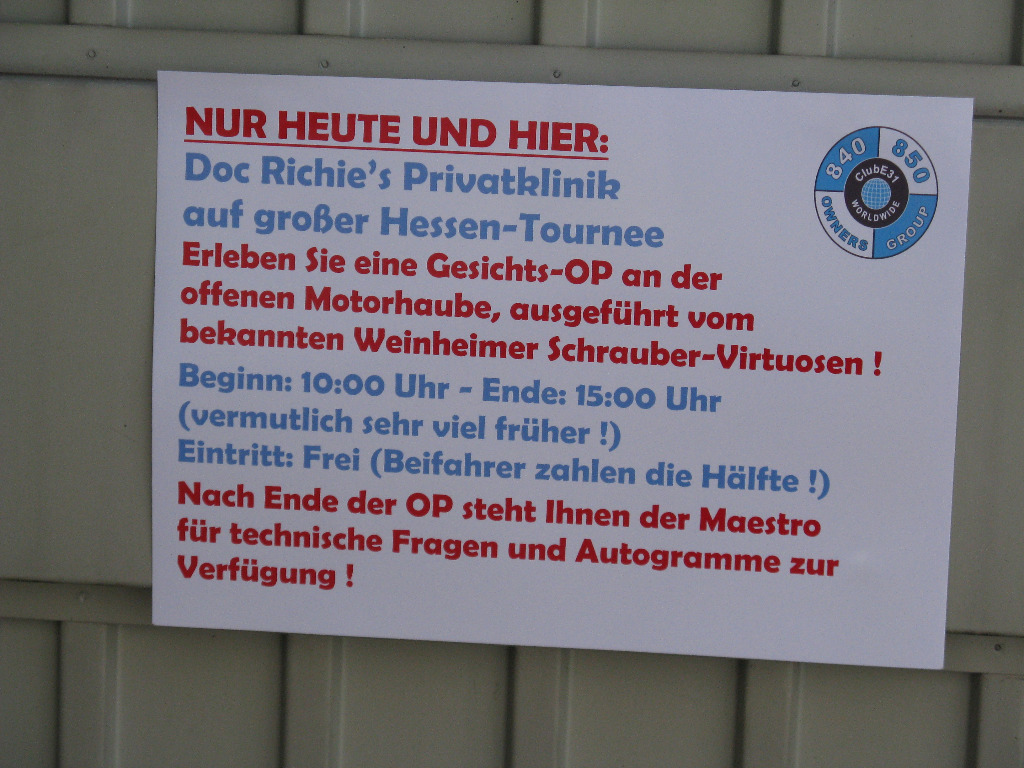 NUR HEUTE UND HIER:
Doc Richie's Privatklinik
auf großer Hessen-Tournee
Erleben Sie eine Gesichts-OP an der
offenen Motorhaube, ausgeführt vom
bekannten Weinheimer Schrauber-Virtuosen !
Beginn: 10:00 Uhr - Ende: 15:00 Uhr
(vermutlich sehr viel früher !)
Eintritt: Frei (Beifahrer zahlen die Hälfte !)
Nach Ende der OP steht Ihnen der Maestro
für technische Fragen und Autogramme zur
Verfügung !
840 850
ClubE31
WORLDWIDE
OWNERS GROUP